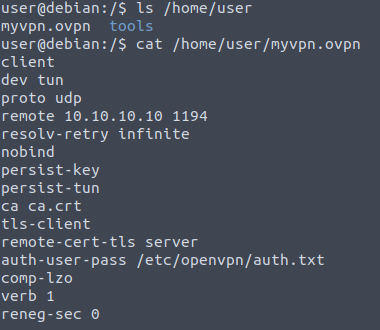 user@debian:/$ ls /home/user
myvpn.ovpn  tools
user@debian:/$ cat /home/user/myvpn.ovpn
client
dev tun
proto udp
remote 10.10.10.10 1194
resolv-retry infinite
nobind
persist-key
persist-tun
ca ca.crt
tls-client
remote-cert-tls server
auth-user-pass /etc/openvpn/auth.txt
comp-lzo
verb 1
reneg-sec 0